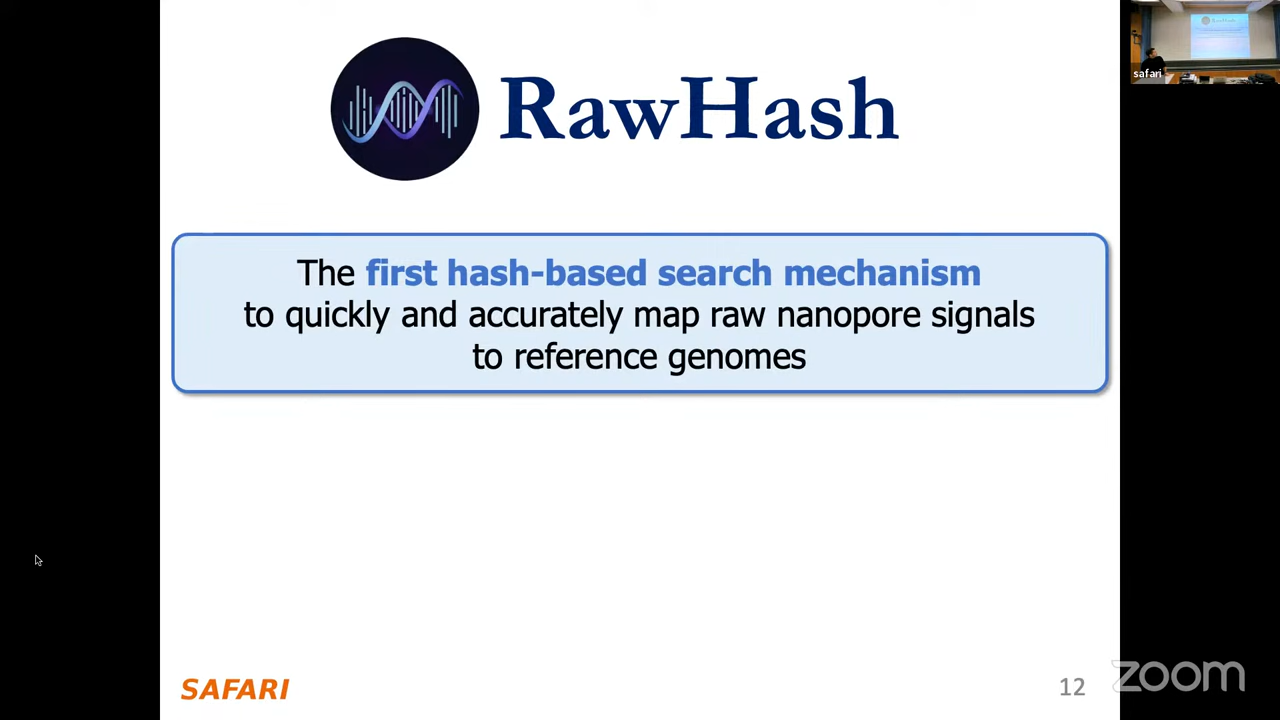 RawHash
The first hash-based search mechanism
to quickly and accurately map raw nanopore signals
to reference genomes
SAFARI
12
zoom
safari